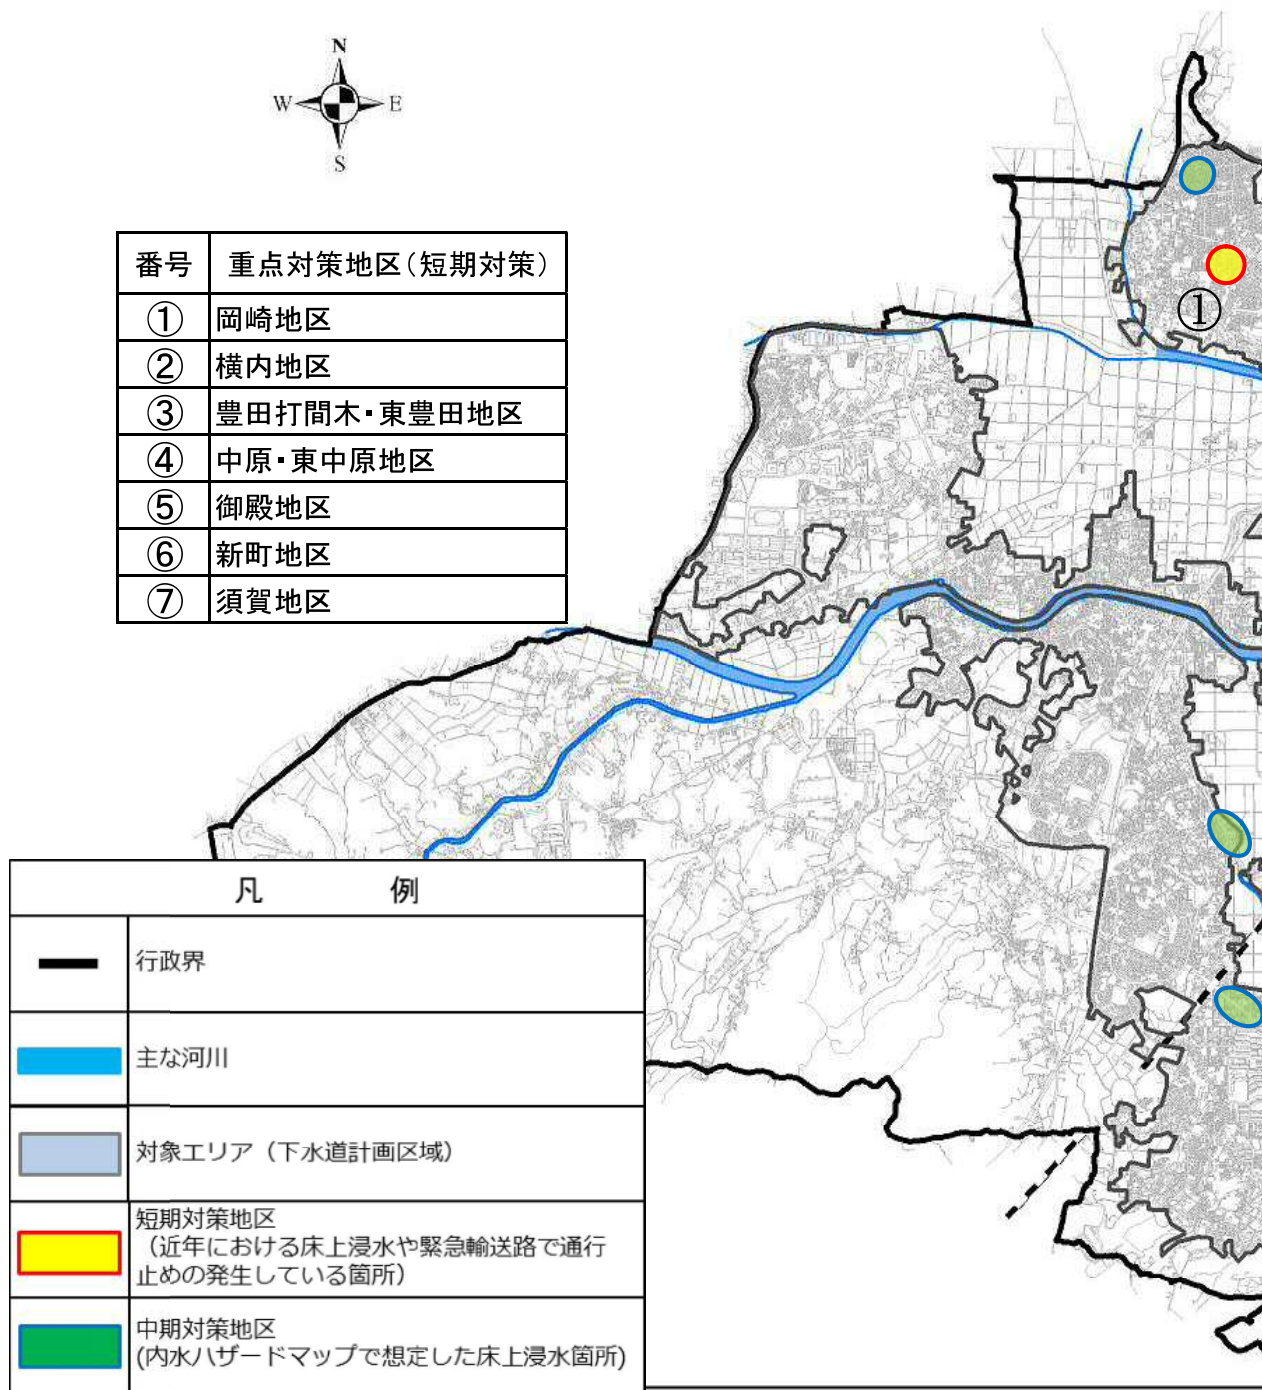 N
W E
S
番号 重点対策地区(短期対策)
① 岡崎地区
② 横内地区
③ 豊田打間木・東豊田地区
④ 中原・東中原地区
⑤ 御殿地区
⑥ 新町地区
⑦ 須賀地区
①
凡 例
行政界
主な河川
対象エリア（下水道計画区域）
短期対策地区
（近年における床上浸水や緊急輸送路で通行
止めの発生している箇所）
中期対策地区
(内水ハザードマップで想定した床上浸水箇所)